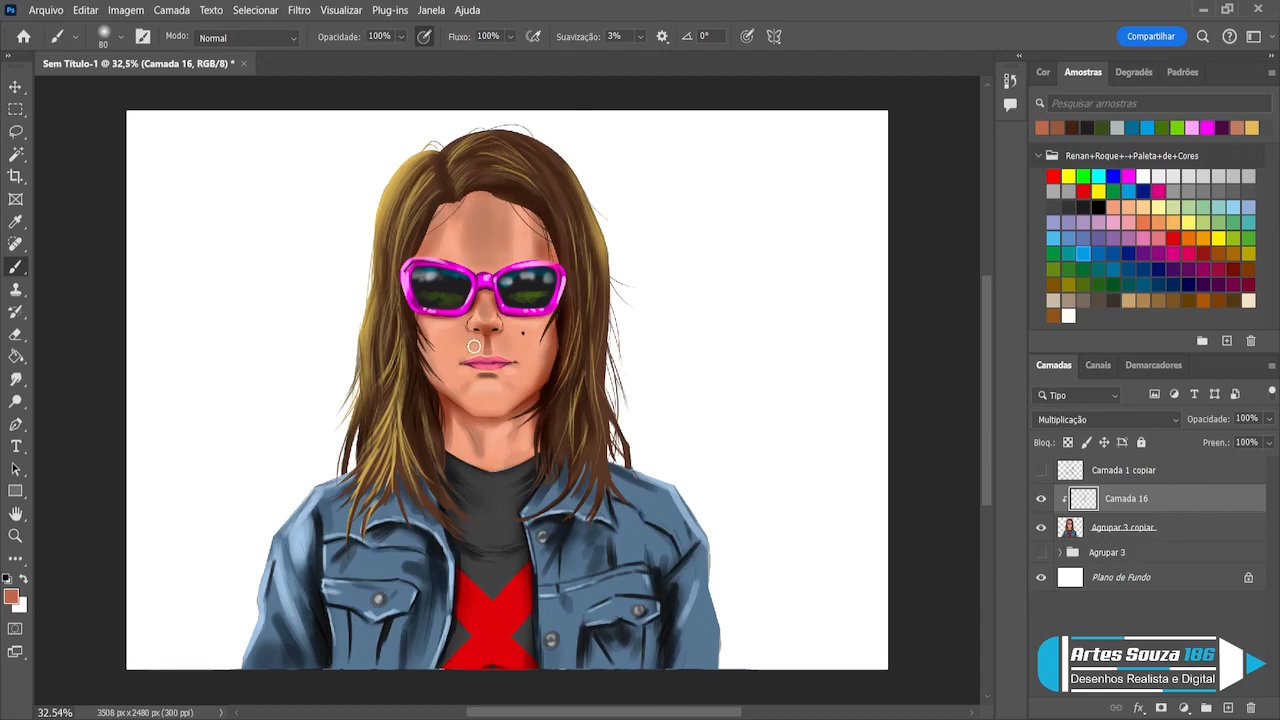 Ps Arquivo Editar Imagem Camada Texto Selecionar Filtro Visualizar Plug-ins Janela Ajuda
80 Modo: Normal Opacidade: 100% Fluxo: 100% Suavização: 3% 0° Compartilhar
Sem Título-1 @ 32,5% (Camada 16, RGB/8) *
Cor Amostras Degradês Padrões
Pesquisar amostras
Renan+Roque+-+Paleta+de+Cores
Camadas Canais Demarcadores
Tipo
Multiplicação Opacidade: 100%
Bloq.: Preen.: 100%
Camada 1 copiar
Camada 16
Agrupar 3 copiar
Agrupar 3
Plano de Fundo
Artes Souza 186
Desenhos Realista e Digital
32.54% 3508 px x 2480 px (300 ppi)